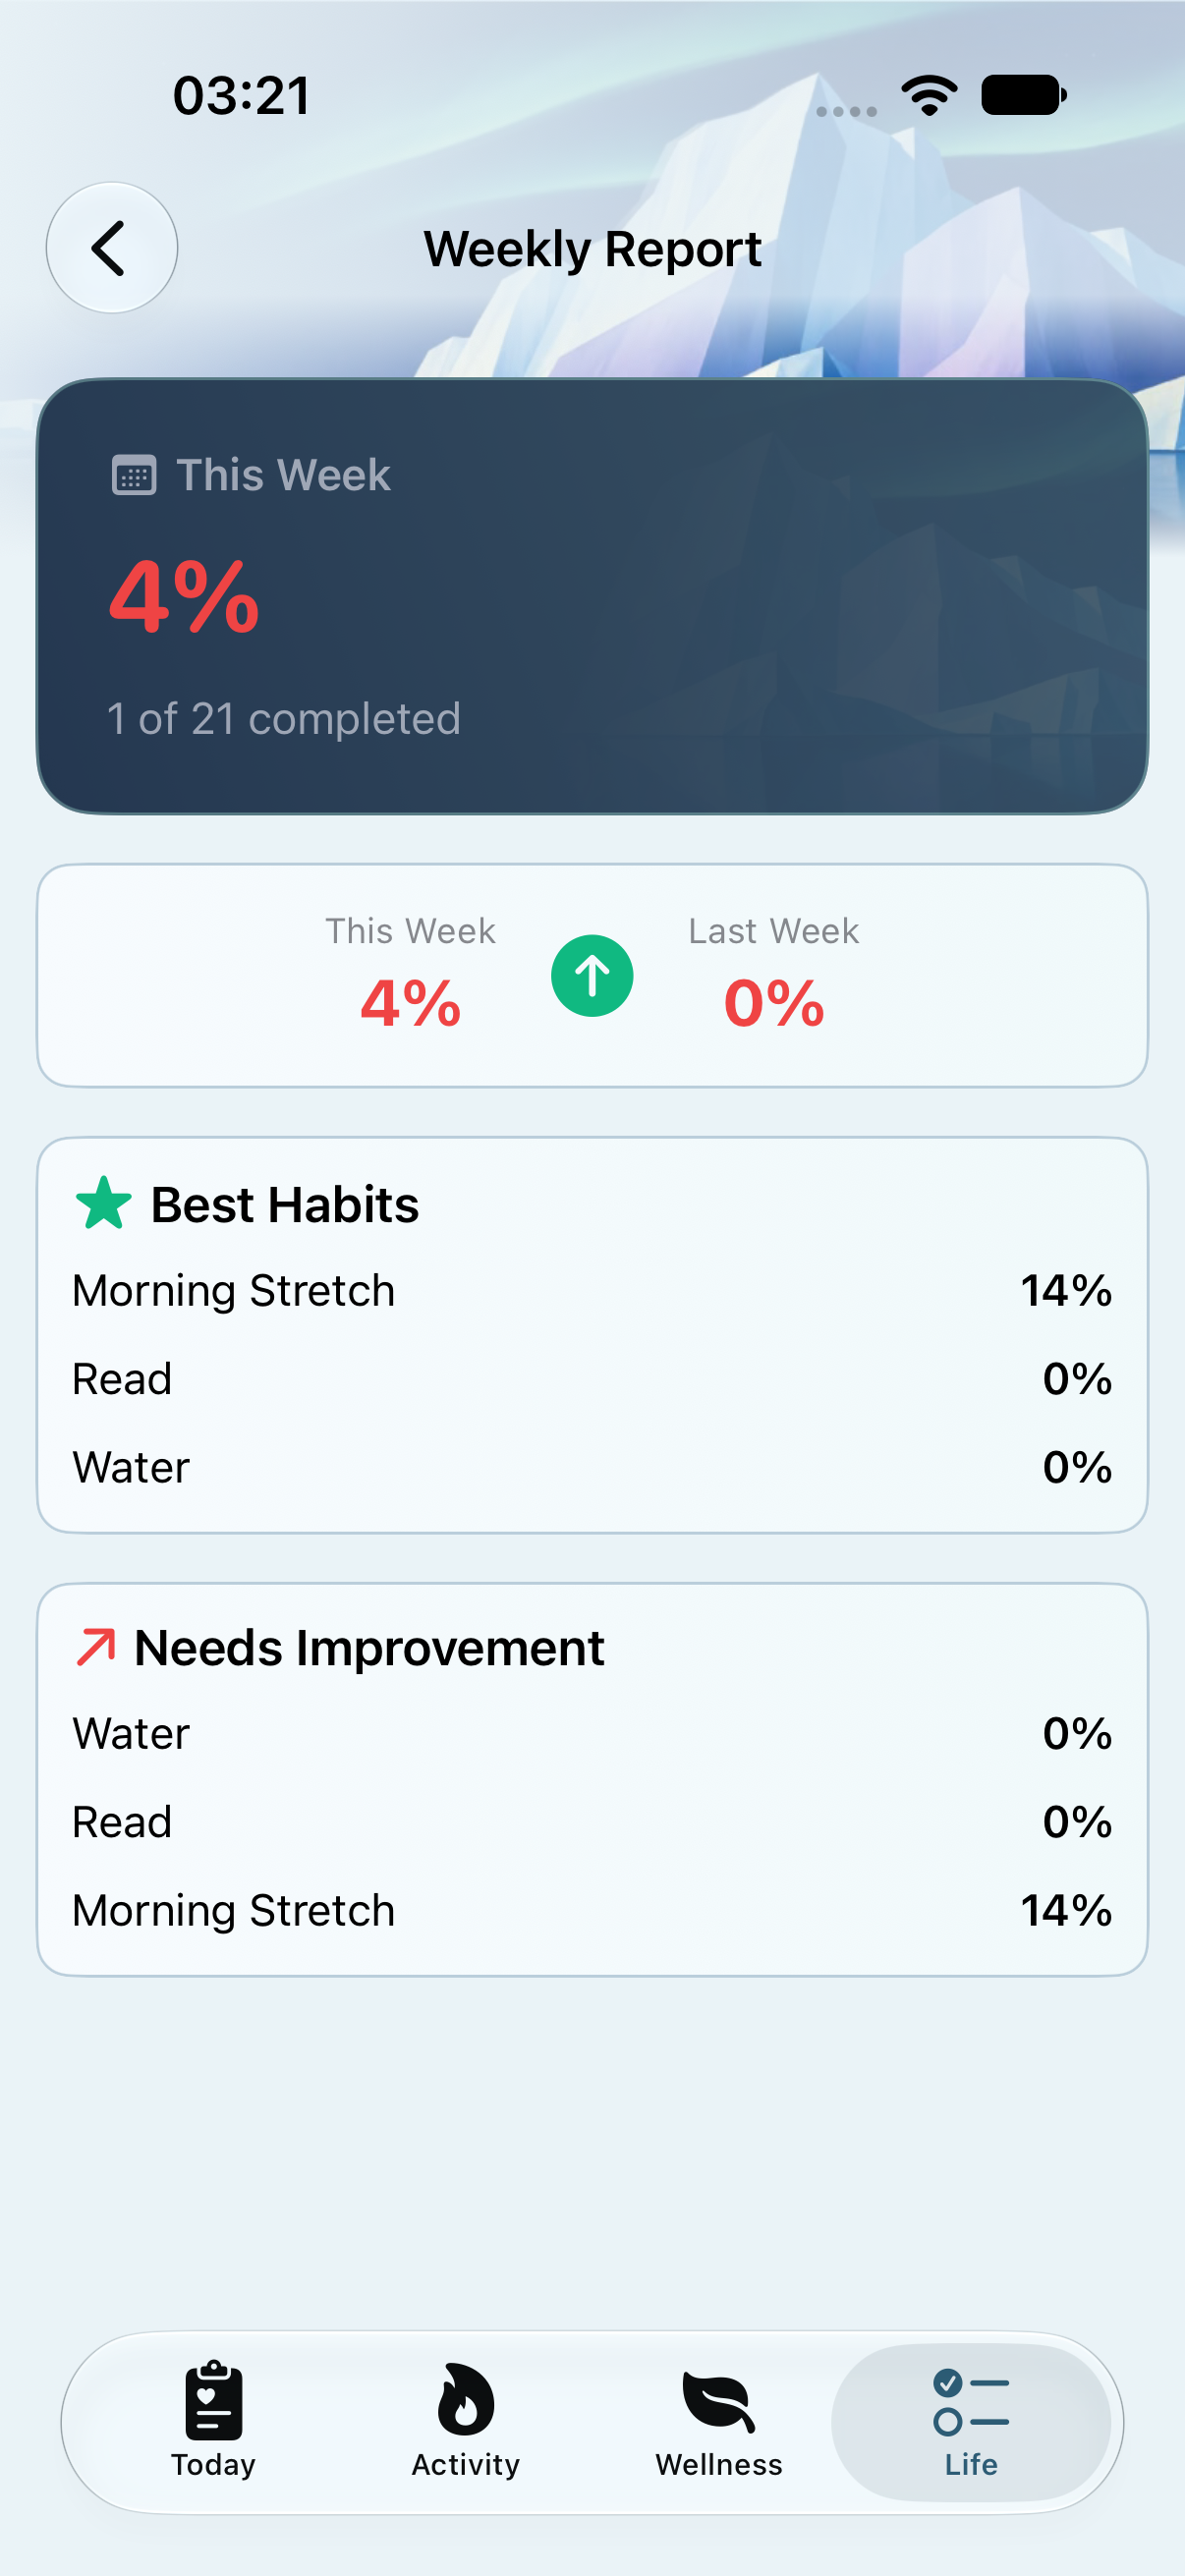 03:21
Weekly Report
This Week
4%
1 of 21 completed
This Week
Last Week
4%
0%
Best Habits
Morning Stretch 14%
Read 0%
Water 0%
Needs Improvement
Water 0%
Read 0%
Morning Stretch 14%
Today Activity Wellness Life